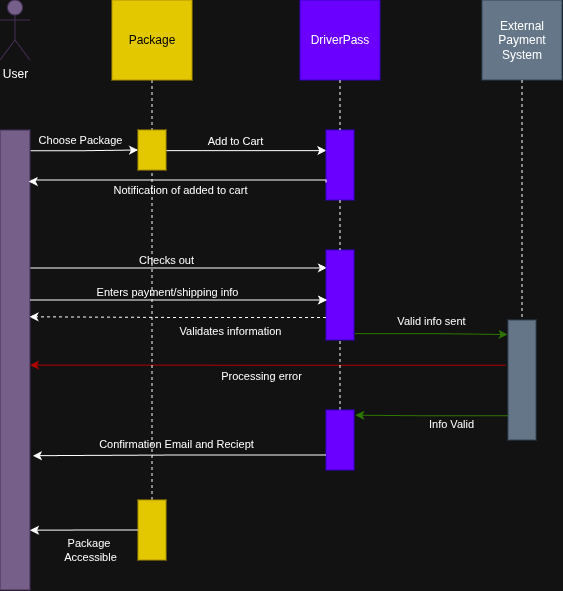 User
Package
DriverPass
External
Payment
System
Choose Package
Add to Cart
Notification of added to cart
Checks out
Enters payment/shipping info
Validates information
Valid info sent
Processing error
Info Valid
Confirmation Email and Reciept
Package
Accessible